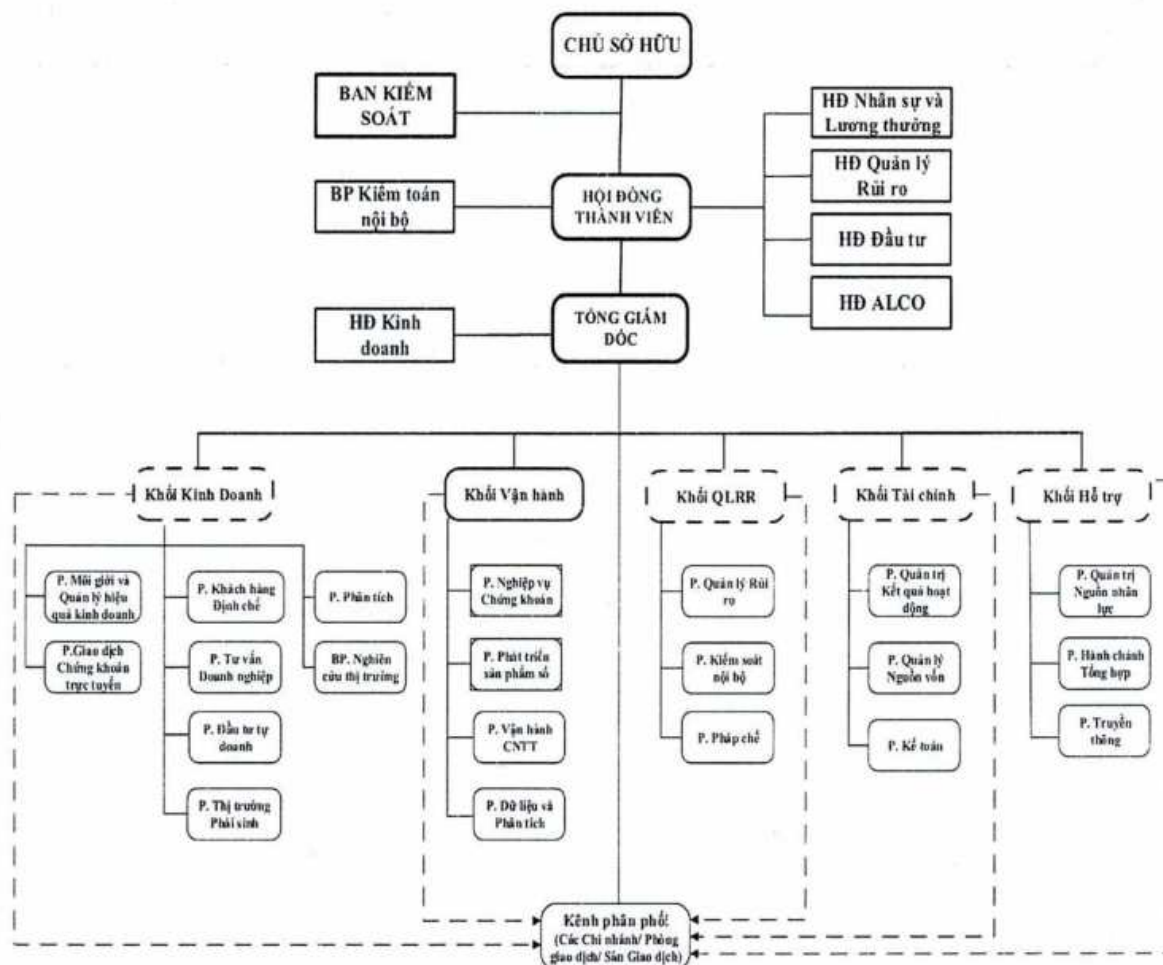 CHỦ SỞ HỮU
BAN KIỂM
SOÁT
HĐ Nhân sự và
Lương thưởng
HĐ Quản lý
Rủi ro
BP Kiểm toán
nội bộ
HỘI ĐỒNG
THÀNH VIÊN
HĐ Đầu tư
HĐ ALCO
HĐ Kinh
doanh
TỔNG GIÁM
ĐỐC
Khối Kinh Doanh
Khối Vận hành
Khối QLRR
Khối Tài chính
Khối Hỗ trợ
P. Môi giới và
Quản lý hiệu
quả kinh doanh
P. Khách hàng
Định chế
P. Phân tích
P.Giao dịch
Chứng khoán
trực tuyến
P. Tư vấn
Doanh nghiệp
BP. Nghiên
cứu thị trường
P. Đầu tư tự
doanh
P. Thị trường
Phái sinh
P. Nghiệp vụ
Chứng khoán
P. Phát triển
sản phẩm số
P. Vận hành
CNTT
P. Dữ liệu và
Phân tích
P. Quản lý Rủi
ro
P. Kiểm soát
nội bộ
P. Pháp chế
P. Quản trị
Kết quả hoạt
động
P. Quản lý
Nguồn vốn
P. Kế toán
P. Quản trị
Nguồn nhân
lực
P. Hành chánh
Tổng hợp
P. Truyền
thông
Kênh phân phối
(Các Chi nhánh/ Phòng
giao dịch/ Sàn Giao dịch)